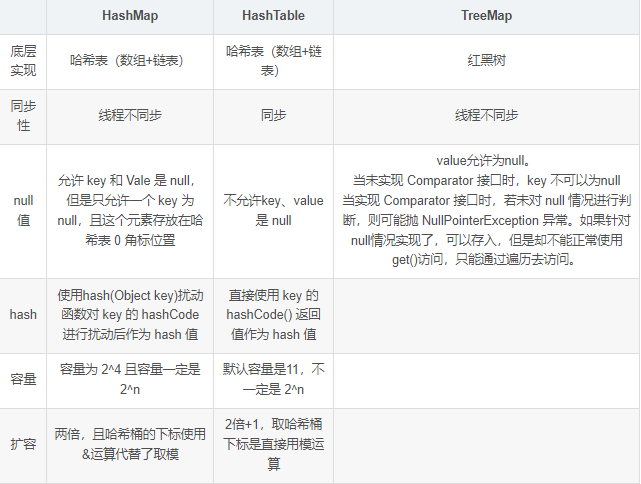 HashMap
HashTable
TreeMap
底层
实现
哈希表（数组+链表）
哈希表（数组+链
表）
红黑树
同步
性
线程不同步
同步
线程不同步
null
值
允许 key 和 Vale 是 null，
但是只允许一个 key 为
null，且这个元素存放在哈
希表 0 角标位置
不允许key、value
是 null
value允许为null。
当未实现 Comparator 接口时，key 不可以为null
当实现 Comparator 接口时，若未对 null 情况进行判
断，则可能抛 NullPointerException 异常。如果针对
null情况实现了，可以存入，但是却不能正常使用
get()访问，只能通过遍历去访问。
hash
使用hash(Object key)扰动
函数对 key 的 hashCode
进行扰动后作为 hash 值
直接使用 key 的
hashCode() 返回
值作为 hash 值
容量
容量为 2^4 且容量一定是
2^n
默认容量是11，不
一定是 2^n
扩容
两倍，且哈希桶的下标使用
&运算代替了取模
2倍+1，取哈希桶
下标是直接用模运
算